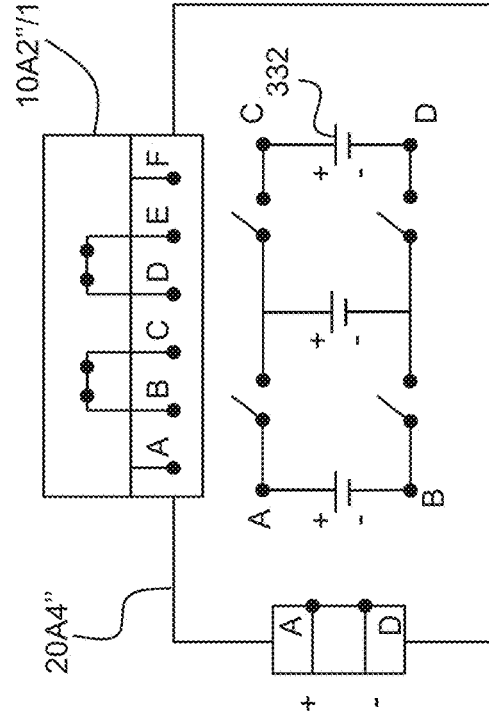 10A2"/1
20A4"
A B C D E F
A C
+ + +
332
- - -
B D
+ A
- D